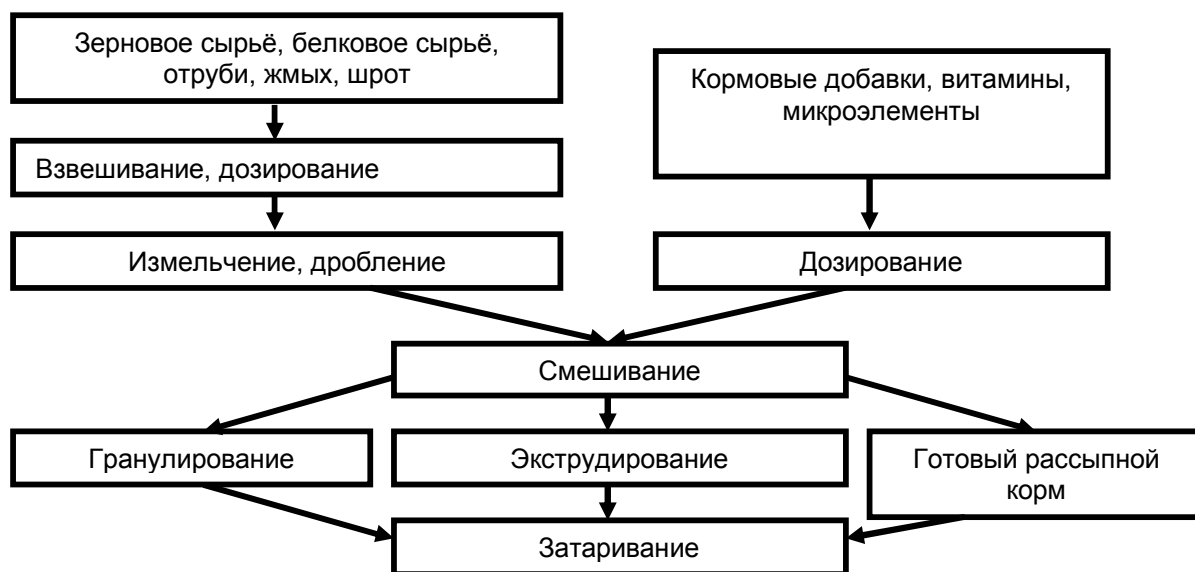 Зерновое сырьё, белковое сырьё,
отруби, жмых, шрот
Кормовые добавки, витамины,
микроэлементы
Взвешивание, дозирование
Измельчение, дробление
Дозирование
Смешивание
Гранулирование
Экструдирование
Готовый рассыпной
корм
Затаривание